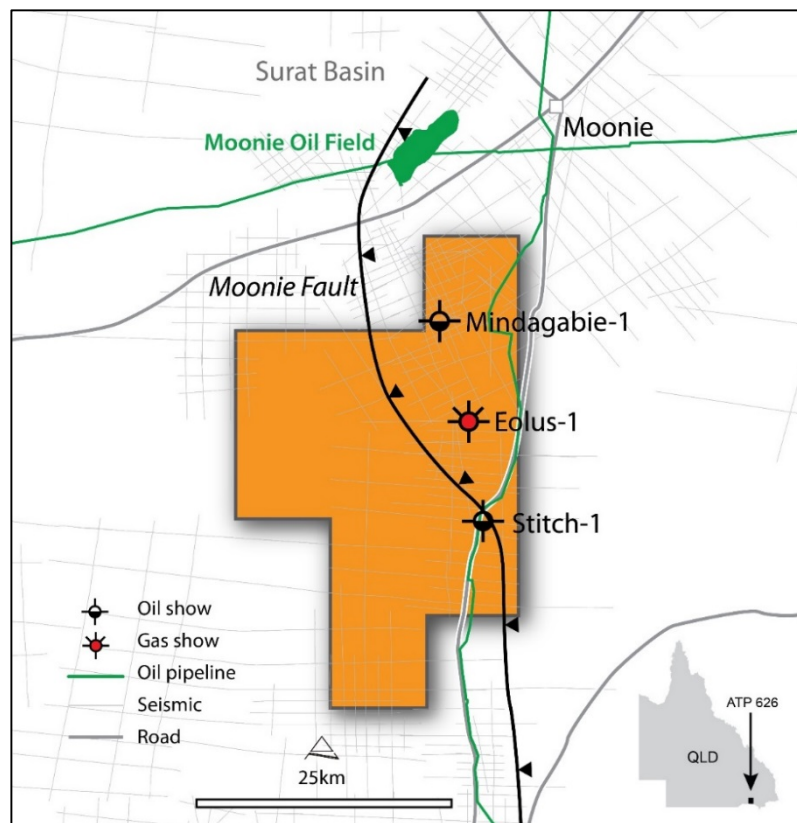 Surat Basin
Moonie Oil Field
Moonie
Moonie Fault
Mindagabie-1
Eolus-1
Stitch-1
Oil show
Gas show
Oil pipeline
Seismic
Road
25km
ATP 626
QLD